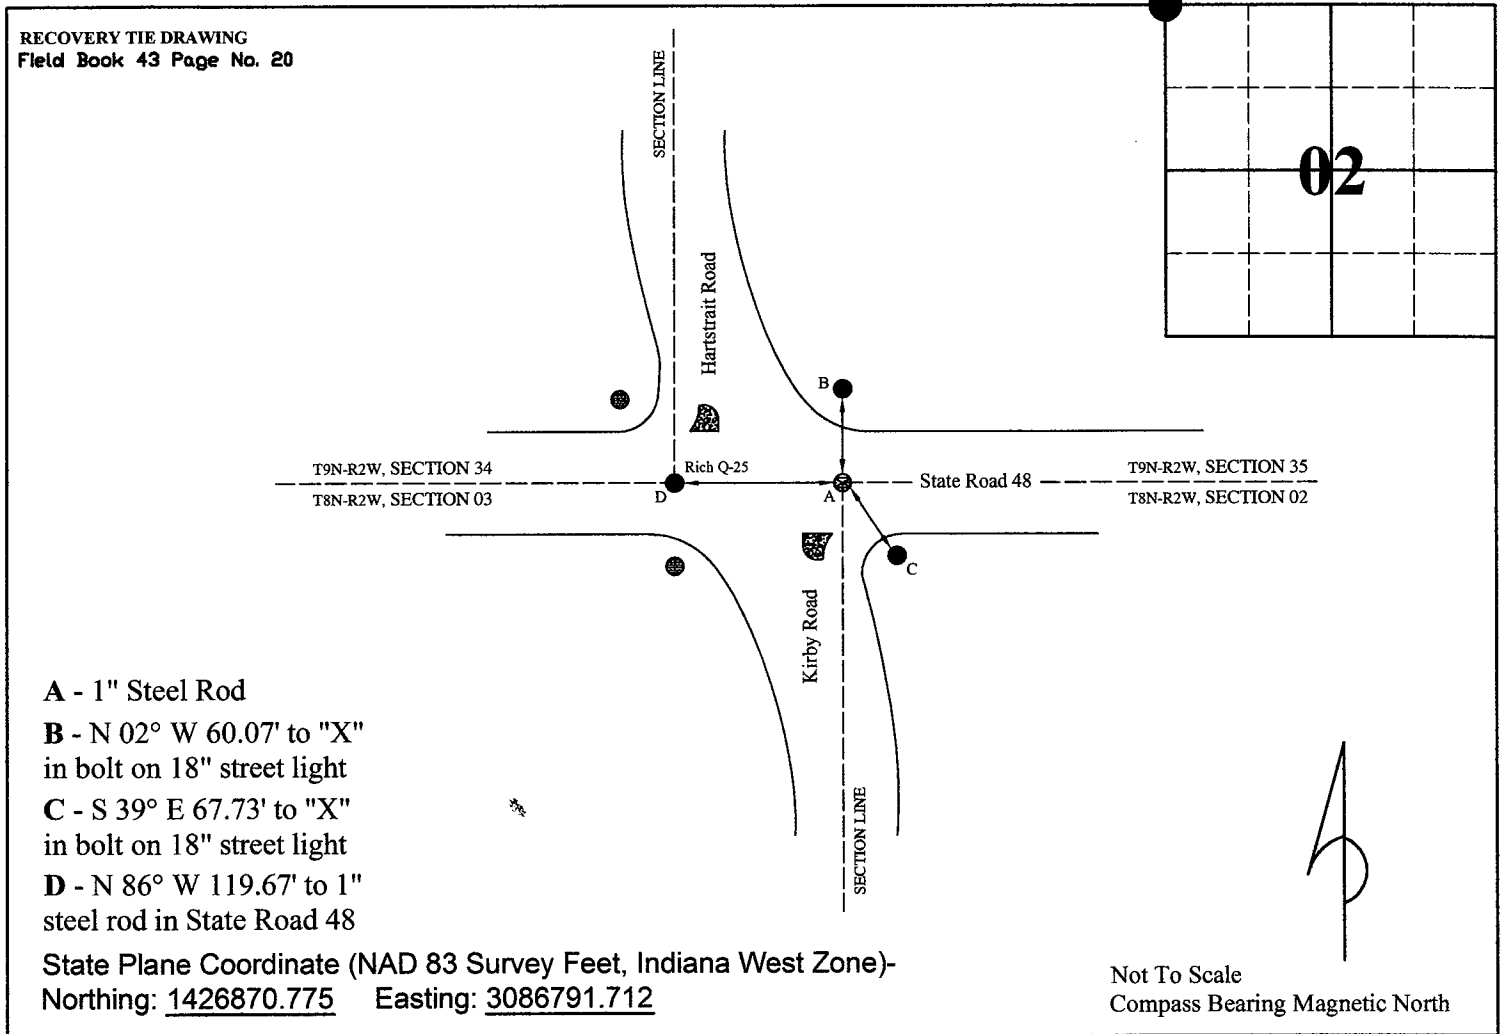 RECOVERY TIE DRAWING
Field Book 43 Page No. 20
02
SECTION LINE
Hartstrait Road
B
T9N-R2W, SECTION 34
Rich Q-25
T9N-R2W, SECTION 35
State Road 48
T8N-R2W, SECTION 03
D
A
T8N-R2W, SECTION 02
C
Kirby Road
SECTION LINE
A - 1" Steel Rod
B - N 02° W 60.07' to "X"
in bolt on 18" street light
C - S 39° E 67.73' to "X"
in bolt on 18" street light
D - N 86° W 119.67' to 1"
steel rod in State Road 48
State Plane Coordinate (NAD 83 Survey Feet, Indiana West Zone)-
Northing: 1426870.775 Easting: 3086791.712
Not To Scale
Compass Bearing Magnetic North